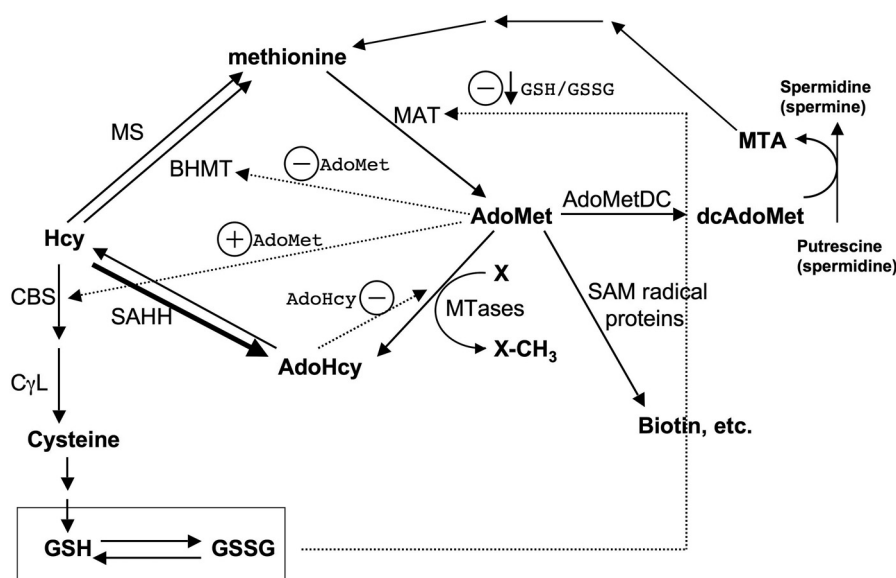 methionine
Spermidine
(spermine)
− GSH/GSSG
MS
MAT
MTA
BHMT
− AdoMet
AdoMetDC
AdoMet
dcAdoMet
Hcy
+ AdoMet
Putrescine
(spermidine)
X
CBS
AdoHcy −
SAM radical
proteins
MTases
SAHH
X-CH₃
AdoHcy
CγL
Biotin, etc.
Cysteine
GSH
GSSG